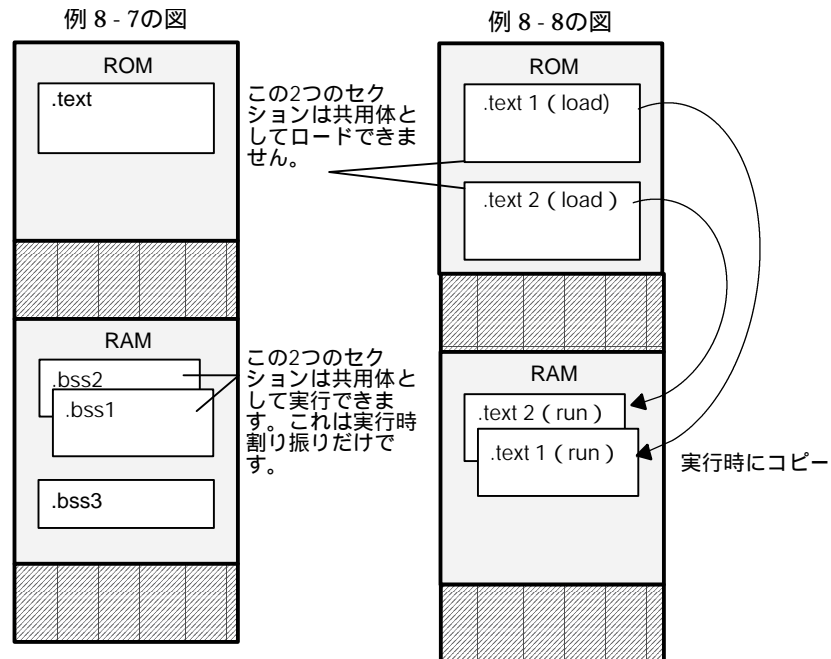 例 8 - 7の図
ROM
.text
この2つのセク
ションは共用体と
してロードできま
せん。
RAM
.bss2
.bss1
.bss3
この2つのセク
ションは共用体と
して実行できま
す。これは実行時
割り振りだけで
す。
例 8 - 8の図
ROM
.text 1 ( load)
.text 2 ( load )
RAM
.text 2 ( run )
.text 1 ( run )
実行時にコピー